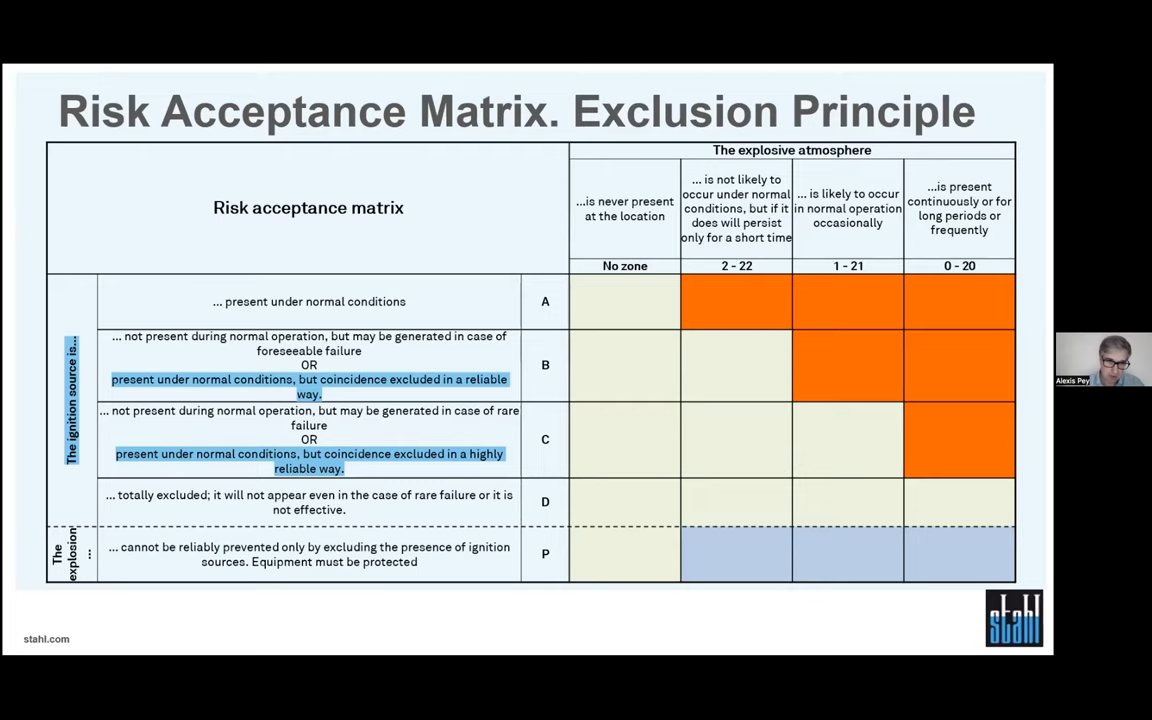 Risk Acceptance Matrix. Exclusion Principle
Risk acceptance matrix
The explosive atmosphere
...is never present
at the location
... is not likely to
occur under normal
conditions, but if it
does will persist
only for a short time
... is likely to occur
in normal operation
occasionally
...is present
continuously or for
long periods or
frequently
No zone
2 - 22
1 - 21
0 - 20
The ignition source is...
... present under normal conditions
A
... not present during normal operation, but may be generated in case of
foreseeable failure
OR
present under normal conditions, but coincidence excluded in a reliable
way.
B
... not present during normal operation, but may be generated in case of rare
failure
OR
present under normal conditions, but coincidence excluded in a highly
reliable way.
C
... totally excluded; it will not appear even in the case of rare failure or it is
not effective.
D
The
explosion
...
... cannot be reliably prevented only by excluding the presence of ignition
sources. Equipment must be protected
P
stahl.com
stahl
Alexis Pey